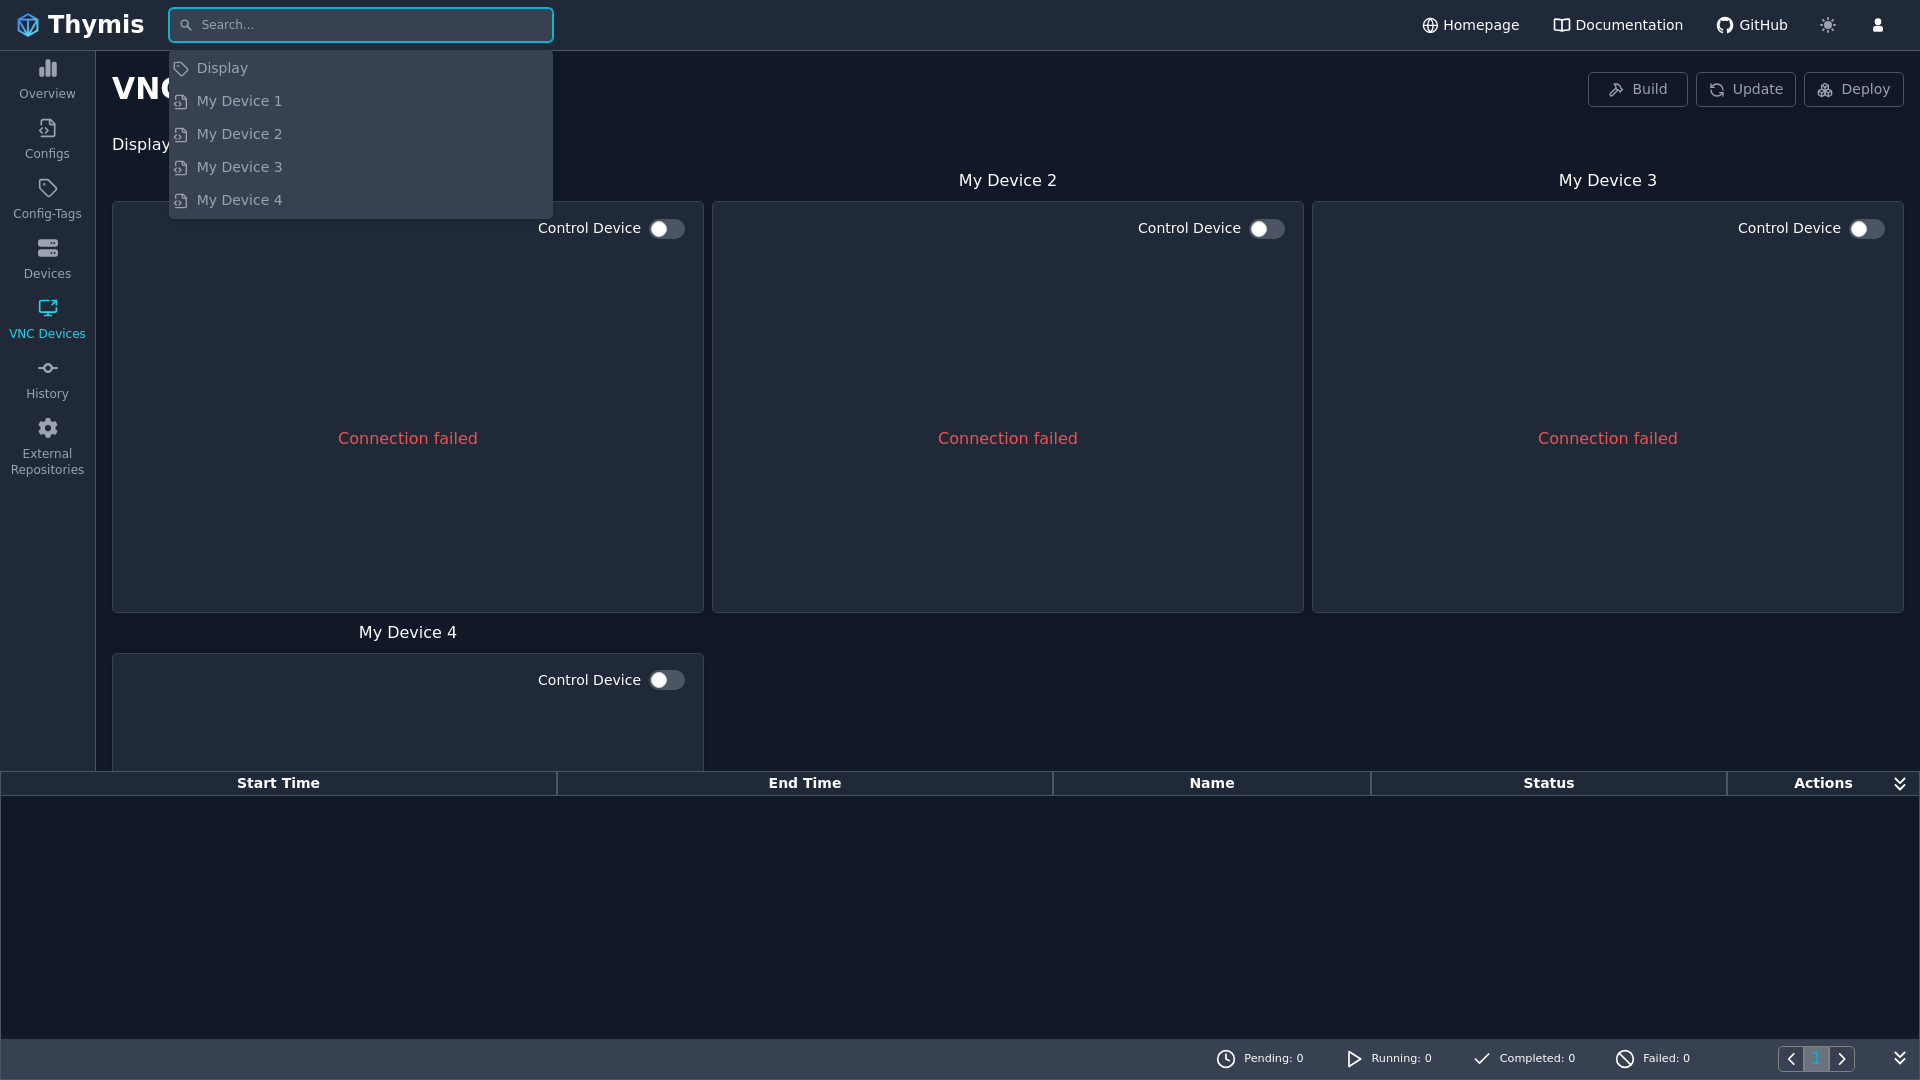 Thymis
Search...
Homepage
Documentation
GitHub
Overview
Configs
Config-Tags
Devices
VNC Devices
History
External
Repositories
Display
My Device 1
My Device 2
My Device 3
My Device 4
VNC
Build
Update
Deploy
Display
My Device 2
My Device 3
Control Device
Control Device
Control Device
Connection failed
Connection failed
Connection failed
My Device 4
Control Device
Start Time
End Time
Name
Status
Actions
Pending: 0
Running: 0
Completed: 0
Failed: 0
1